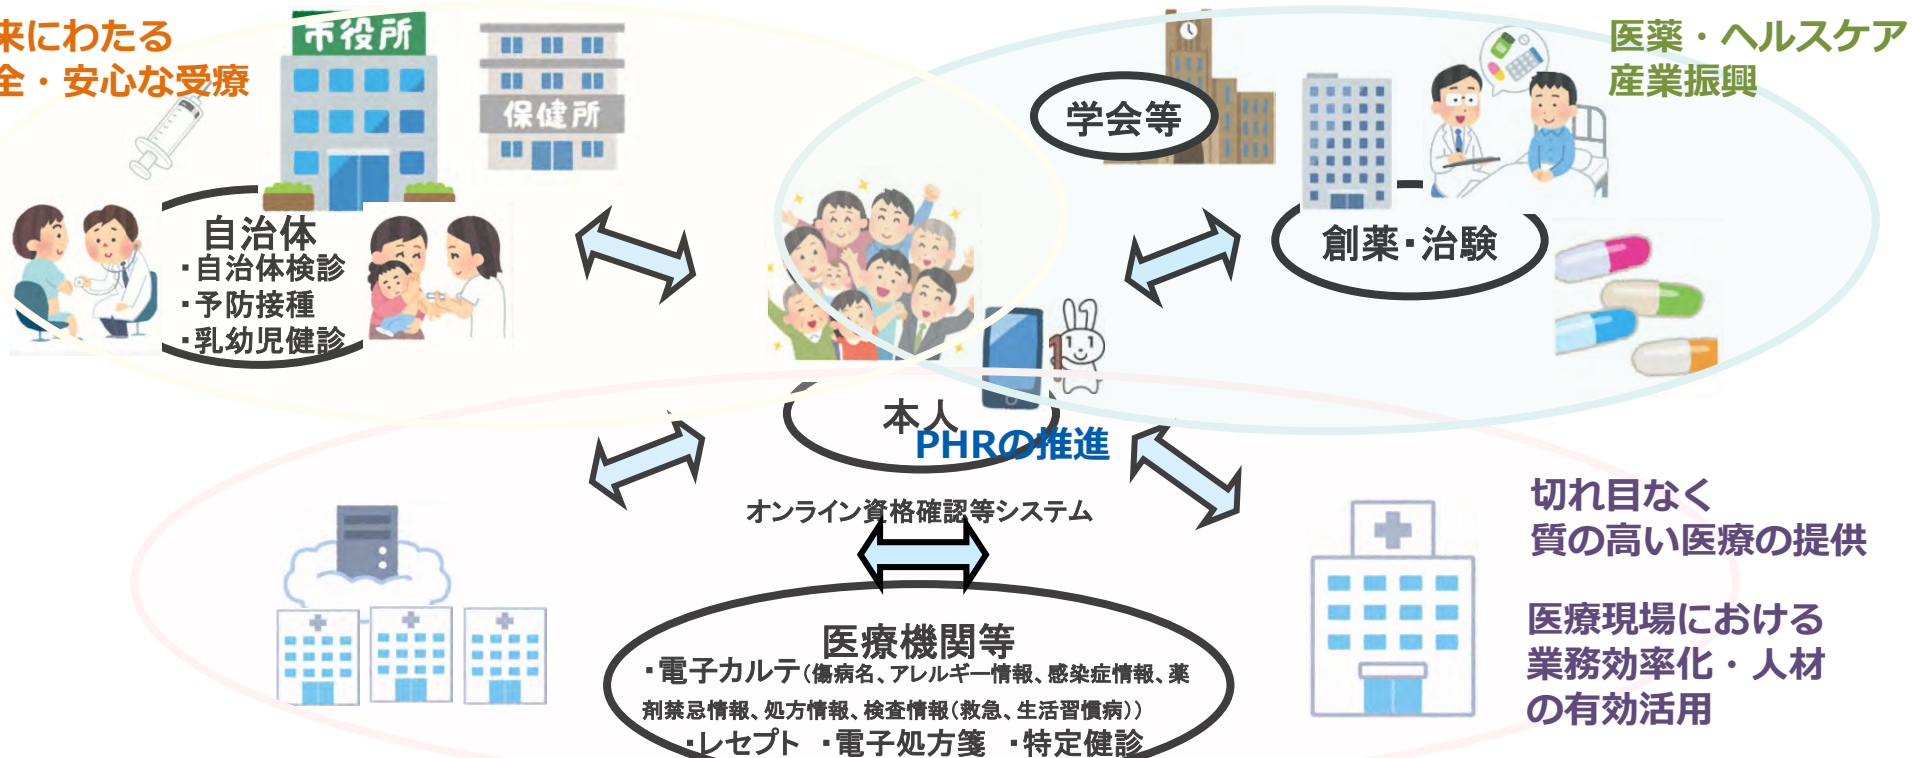 来にわたる
全・安心な受療
市役所
保健所
自治体
・自治体検診
・予防接種
・乳幼児健診
学会等
医薬・ヘルスケア
産業振興
創薬・治験
本人
PHRの推進
オンライン資格確認等システム
医療機関等
・電子カルテ(傷病名、アレルギー情報、感染症情報、薬
剤禁忌情報、処方情報、検査情報(救急、生活習慣病))
・レセプト ・電子処方箋 ・特定健診
切れ目なく
質の高い医療の提供
医療現場における
業務効率化・人材
の有効活用